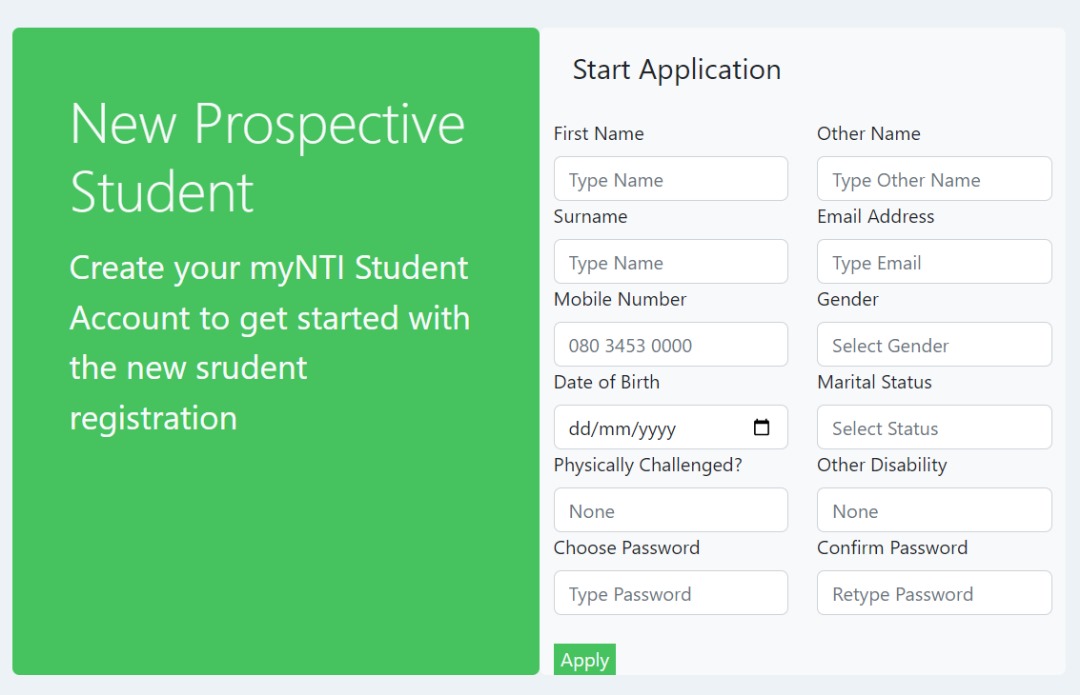 New Prospective
Student
Create your myNTI Student
Account to get started with
the new srudent
registration
Start Application
First Name
Other Name
Type Name
Type Other Name
Surname
Email Address
Type Name
Type Email
Mobile Number
Gender
080 3453 0000
Select Gender
Date of Birth
Marital Status
dd/mm/yyyy
Select Status
Physically Challenged?
Other Disability
None
None
Choose Password
Confirm Password
Type Password
Retype Password
Apply